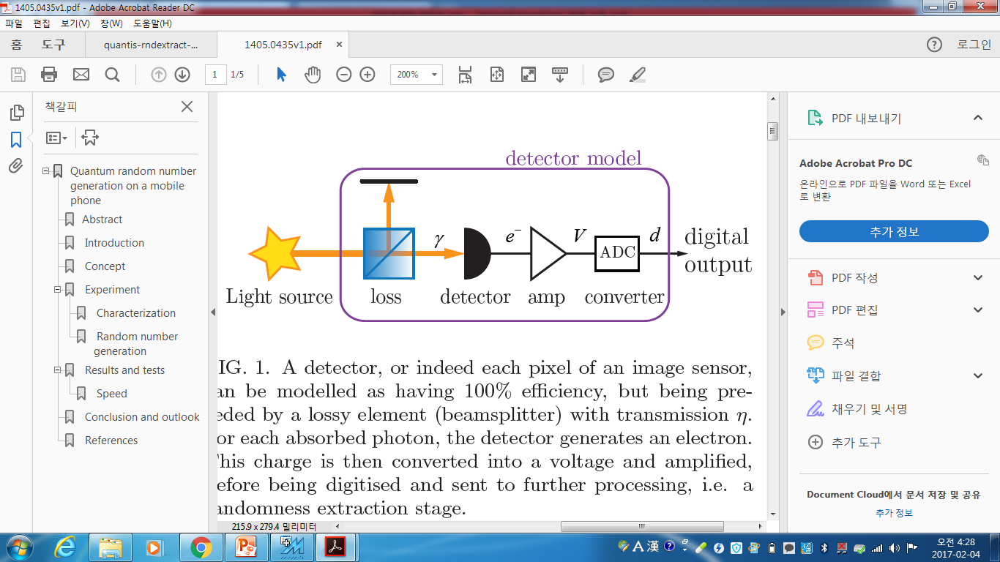 1405.0435v1.pdf - Adobe Acrobat Reader DC
파일 편집 보기(V) 창(W) 도움말(H)
홈 도구 quantis-rndextract-... 1405.0435v1.pdf × 로그인
1 1/5 200%
책갈피
Quantum random number
generation on a mobile
phone
Abstract
Introduction
Concept
Experiment
Characterization
Random number
generation
Results and tests
Speed
Conclusion and outlook
References
detector model
γ e⁻ V d
ADC
digital
output
Light source loss detector amp converter
IG. 1. A detector, or indeed each pixel of an image sensor,
an be modelled as having 100% efficiency, but being pre-
eded by a lossy element (beamsplitter) with transmission η.
or each absorbed photon, the detector generates an electron.
his charge is then converted into a voltage and amplified,
efore being digitised and sent to further processing, i.e. a
andomness extraction stage.
215.9 x 279.4 밀리미터
PDF 내보내기
Adobe Acrobat Pro DC
온라인으로 PDF 파일을 Word 또는 Excel
로 변환
추가 정보
PDF 작성
PDF 편집
주석
파일 결합
채우기 및 서명
추가 도구
Document Cloud에서 문서 저장 및 공유
추가 정보
A 漢
오전 4:28
2017-02-04